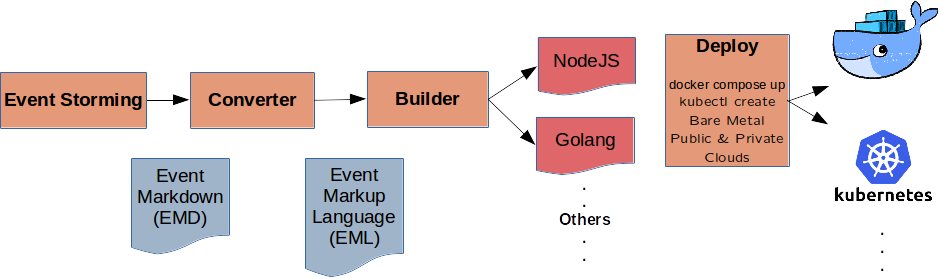 Event Storming
Converter
Builder
NodeJS
Golang
Others
Deploy
docker compose up
kubectl create
Bare Metal
Public & Private
Clouds
kubernetes
Event
Markdown
(EMD)
Event
Markup
Language
(EML)